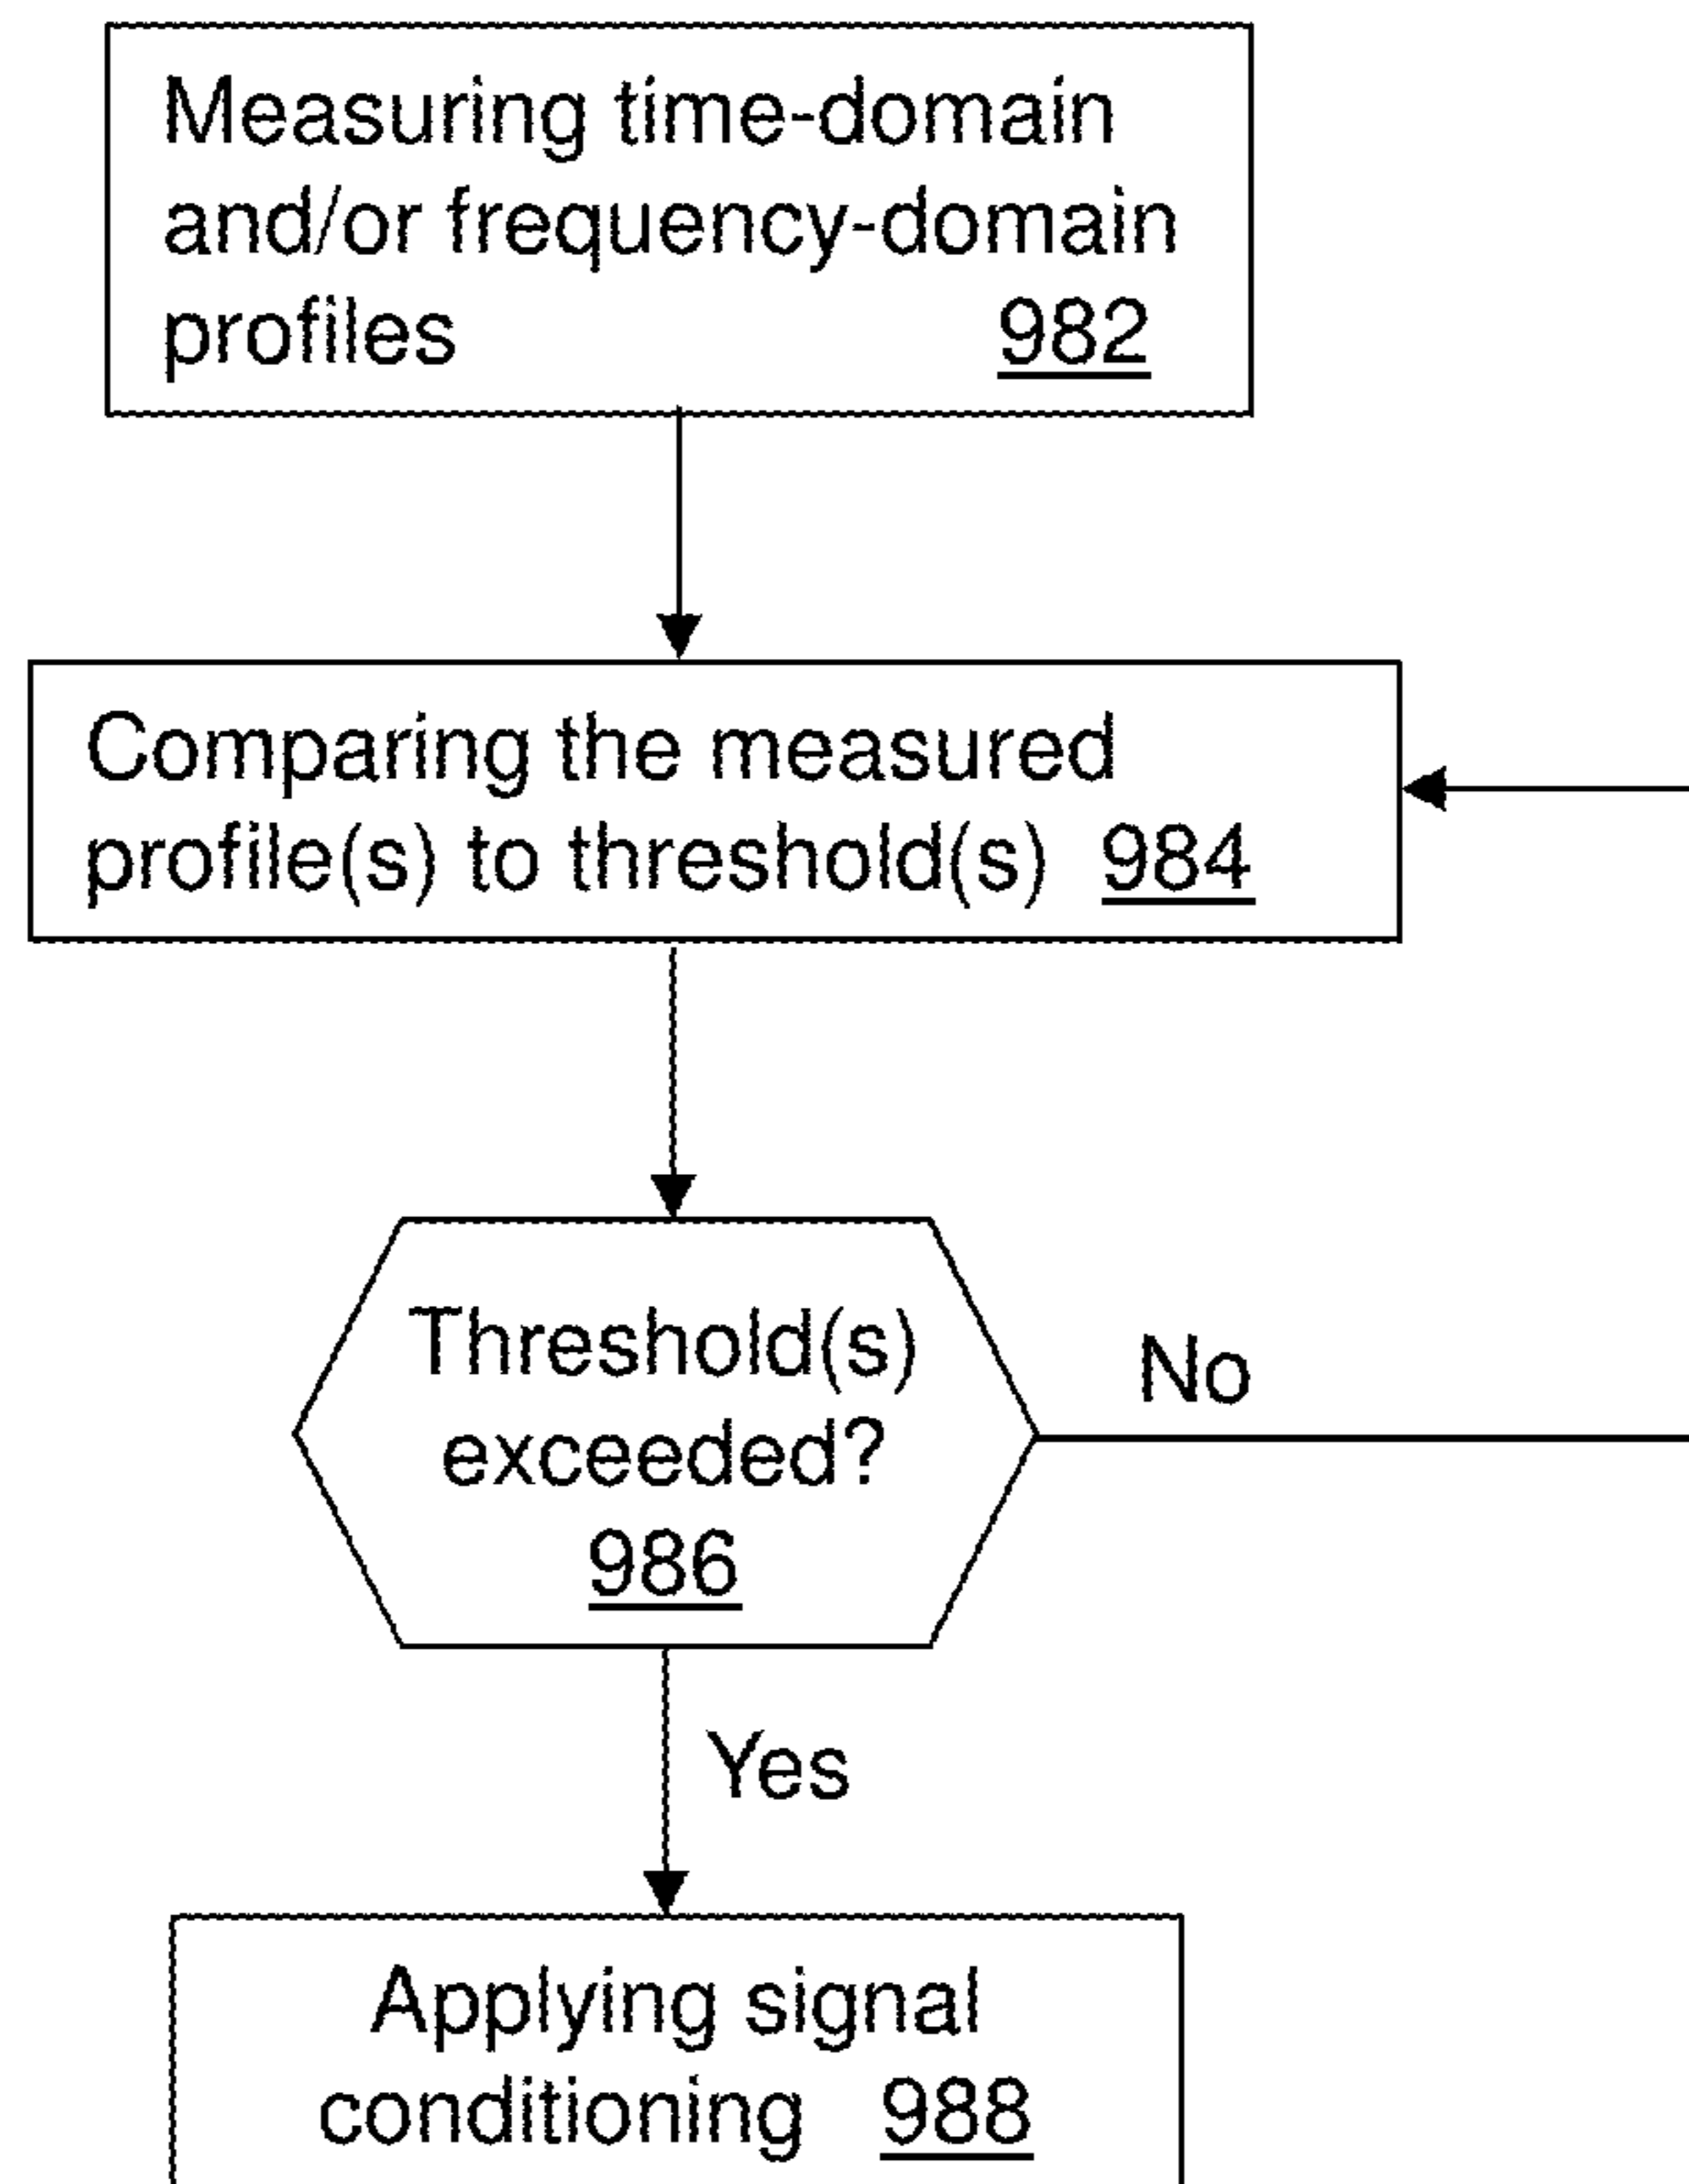 Measuring time-domain
and/or frequency-domain
profiles 982
Comparing the measured
profile(s) to threshold(s) 984
Threshold(s)
exceeded?
986
No
Yes
Applying signal
conditioning 988